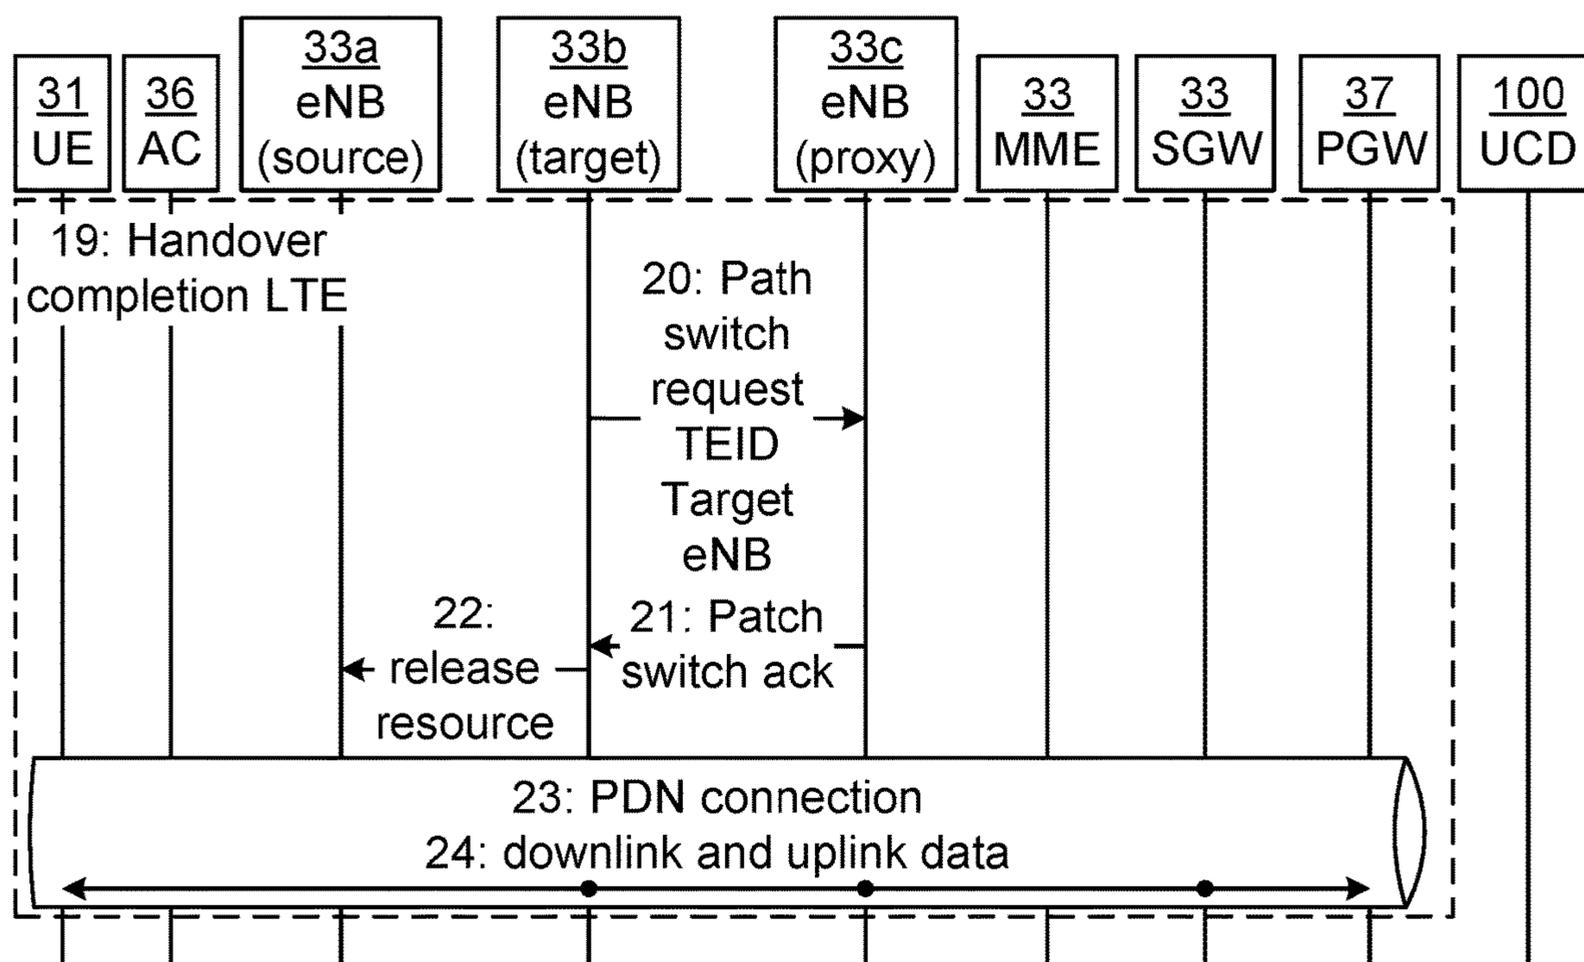 31
UE
36
AC
33a
eNB
(source)
33b
eNB
(target)
33c
eNB
(proxy)
33
MME
33
SGW
37
PGW
100
UCD
19: Handover
completion LTE
20: Path
switch
request
TEID
Target
eNB
21: Patch
switch ack
22:
release
resource
23: PDN connection
24: downlink and uplink data